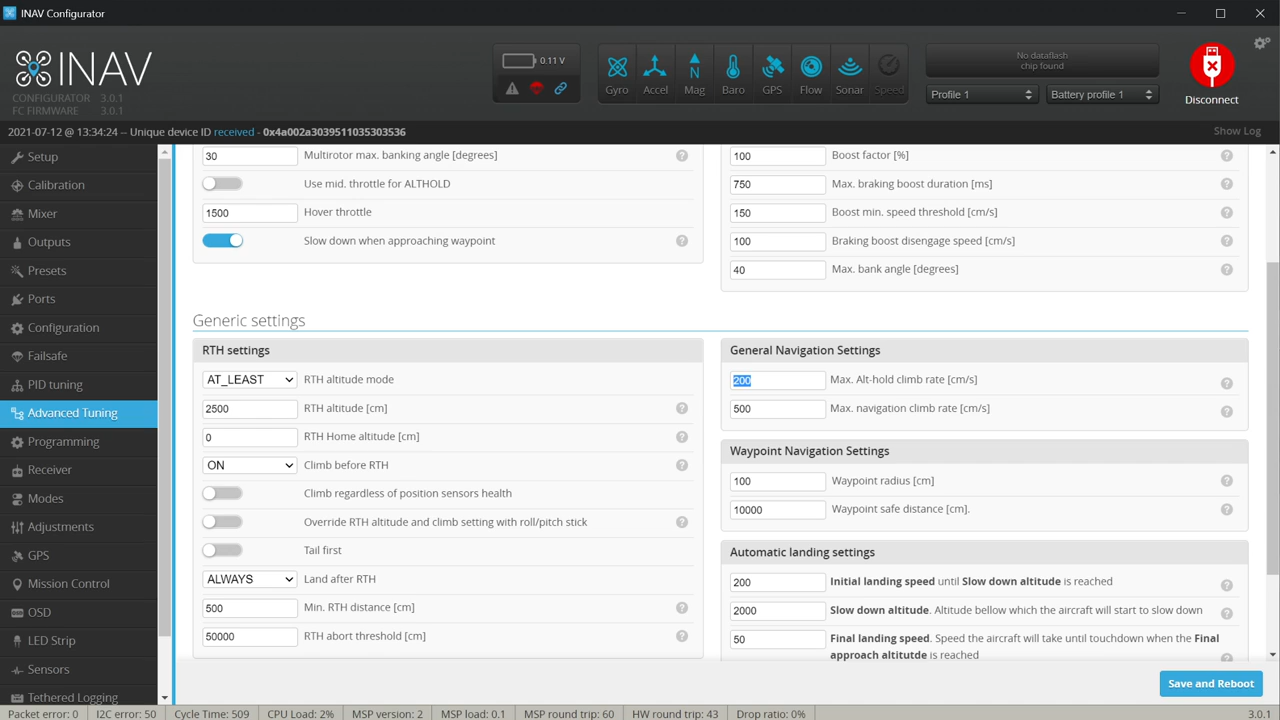 INAV Configurator
INAV
CONFIGURATOR 3.0.1
FC FIRMWARE 3.0.1
0.11 V
Gyro Accel Mag Baro GPS Flow Sonar Speed
No dataflash
chip found
Profile 1 Battery profile 1
Disconnect
2021-07-12 @ 13:34:24 -- Unique device ID received - 0x4a002a3039511035303536
Show Log
Setup
Calibration
Mixer
Outputs
Presets
Ports
Configuration
Failsafe
PID tuning
Advanced Tuning
Programming
Receiver
Modes
Adjustments
GPS
Mission Control
OSD
LED Strip
Sensors
Tethered Logging
30 Multirotor max. banking angle [degrees]
Use mid. throttle for ALTHOLD
1500 Hover throttle
Slow down when approaching waypoint
100 Boost factor [%]
750 Max. braking boost duration [ms]
150 Boost min. speed threshold [cm/s]
100 Braking boost disengage speed [cm/s]
40 Max. bank angle [degrees]
Generic settings
RTH settings
AT_LEAST RTH altitude mode
2500 RTH altitude [cm]
0 RTH Home altitude [cm]
ON Climb before RTH
Climb regardless of position sensors health
Override RTH altitude and climb setting with roll/pitch stick
Tail first
ALWAYS Land after RTH
500 Min. RTH distance [cm]
50000 RTH abort threshold [cm]
General Navigation Settings
200 Max. Alt-hold climb rate [cm/s]
500 Max. navigation climb rate [cm/s]
Waypoint Navigation Settings
100 Waypoint radius [cm]
10000 Waypoint safe distance [cm].
Automatic landing settings
200 Initial landing speed until Slow down altitude is reached
2000 Slow down altitude. Altitude bellow which the aircraft will start to slow down
50 Final landing speed. Speed the aircraft will take until touchdown when the Final
approach altitutde is reached
Save and Reboot
Packet error: 0 I2C error: 50 Cycle Time: 509 CPU Load: 2% MSP version: 2 MSP load: 0.1 MSP round trip: 60 HW round trip: 43 Drop ratio: 0% 3.0.1